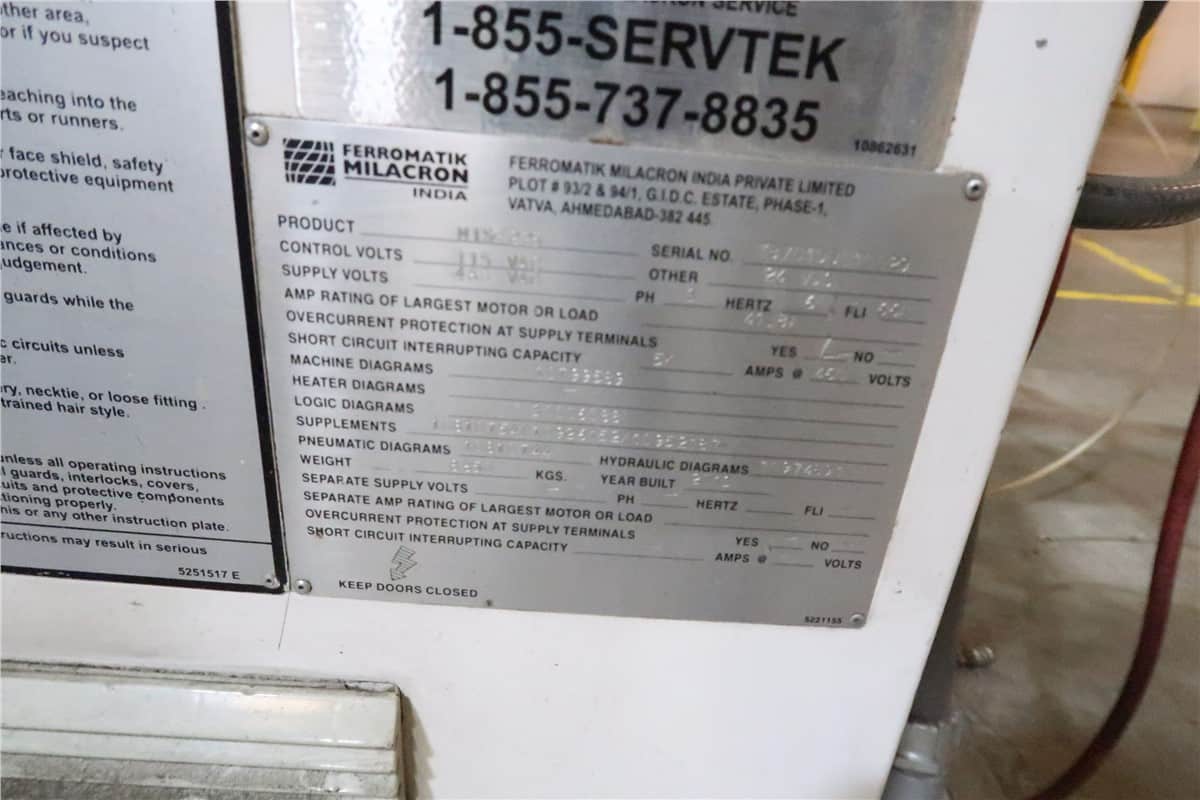 ther area,
or if you suspect
eaching into the
rts or runners.
face shield, safety
protective equipment
e if affected by
ances or conditions
judgement.
guards while the
c circuits unless
er.
ry, necktie, or loose fitting .
trained hair style.
unless all operating instructions
l guards, interlocks, covers,
uits and protective components
tioning properly.
his or any other instruction plate.
ructions may result in serious
5251517 E
SERVICE
1-855-SERVTEK
1-855-737-8835
10862631
FERROMATIK
MILACRON
INDIA
FERROMATIK MILACRON INDIA PRIVATE LIMITED
PLOT # 93/2 & 94/1, G.I.D.C. ESTATE, PHASE-1,
VATVA, AHMEDABAD-382 445.
PRODUCT SERIAL NO.
CONTROL VOLTS 115 OTHER
SUPPLY VOLTS PH HERTZ FLI
AMP RATING OF LARGEST MOTOR OR LOAD
OVERCURRENT PROTECTION AT SUPPLY TERMINALS YES NO
SHORT CIRCUIT INTERRUPTING CAPACITY AMPS @ VOLTS
MACHINE DIAGRAMS
HEATER DIAGRAMS
LOGIC DIAGRAMS
SUPPLEMENTS
PNEUMATIC DIAGRAMS HYDRAULIC DIAGRAMS
WEIGHT KGS. YEAR BUILT
SEPARATE SUPPLY VOLTS PH HERTZ FLI
SEPARATE AMP RATING OF LARGEST MOTOR OR LOAD
OVERCURRENT PROTECTION AT SUPPLY TERMINALS YES NO
SHORT CIRCUIT INTERRUPTING CAPACITY AMPS @ VOLTS
KEEP DOORS CLOSED
5221155